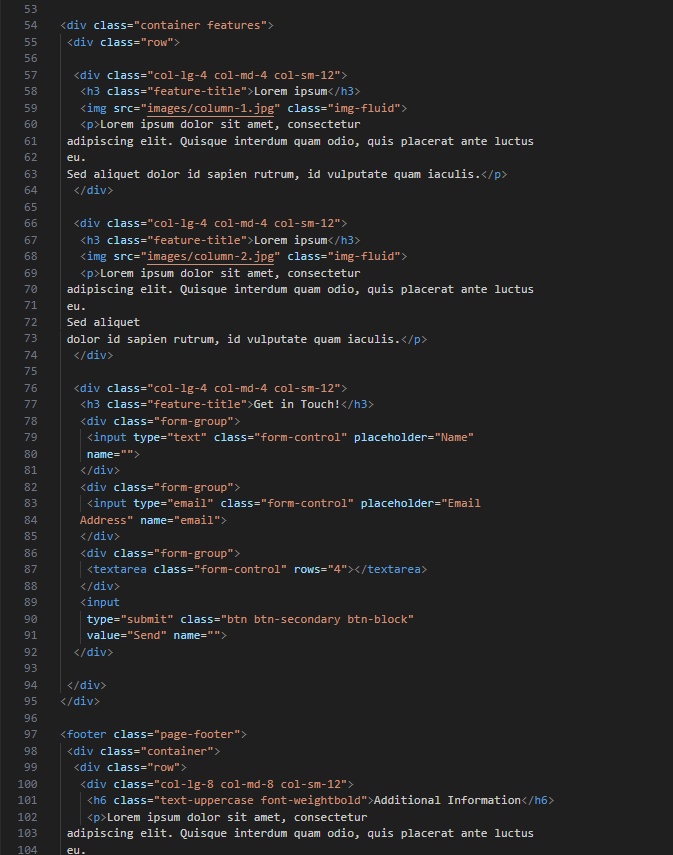 53
54 <div class="container features">
55 <div class="row">
56
57 <div class="col-lg-4 col-md-4 col-sm-12">
58 <h3 class="feature-title">Lorem ipsum</h3>
59 <img src="images/column-1.jpg" class="img-fluid">
60 <p>Lorem ipsum dolor sit amet, consectetur
61 adipiscing elit. Quisque interdum quam odio, quis placerat ante luctus
62 eu.
63 Sed aliquet dolor id sapien rutrum, id vulputate quam iaculis.</p>
64 </div>
65
66 <div class="col-lg-4 col-md-4 col-sm-12">
67 <h3 class="feature-title">Lorem ipsum</h3>
68 <img src="images/column-2.jpg" class="img-fluid">
69 <p>Lorem ipsum dolor sit amet, consectetur
70 adipiscing elit. Quisque interdum quam odio, quis placerat ante luctus
71 eu.
72 Sed aliquet
73 dolor id sapien rutrum, id vulputate quam iaculis.</p>
74 </div>
75
76 <div class="col-lg-4 col-md-4 col-sm-12">
77 <h3 class="feature-title">Get in Touch!</h3>
78 <div class="form-group">
79 <input type="text" class="form-control" placeholder="Name"
80 name="">
81 </div>
82 <div class="form-group">
83 <input type="email" class="form-control" placeholder="Email
84 Address" name="email">
85 </div>
86 <div class="form-group">
87 <textarea class="form-control" rows="4"></textarea>
88 </div>
89 <input
90 type="submit" class="btn btn-secondary btn-block"
91 value="Send" name="">
92 </div>
93
94 </div>
95 </div>
96
97 <footer class="page-footer">
98 <div class="container">
99 <div class="row">
100 <div class="col-lg-8 col-md-8 col-sm-12">
101 <h6 class="text-uppercase font-weightbold">Additional Information</h6>
102 <p>Lorem ipsum dolor sit amet, consectetur
103 adipiscing elit. Quisque interdum quam odio, quis placerat ante luctus
104 eu.